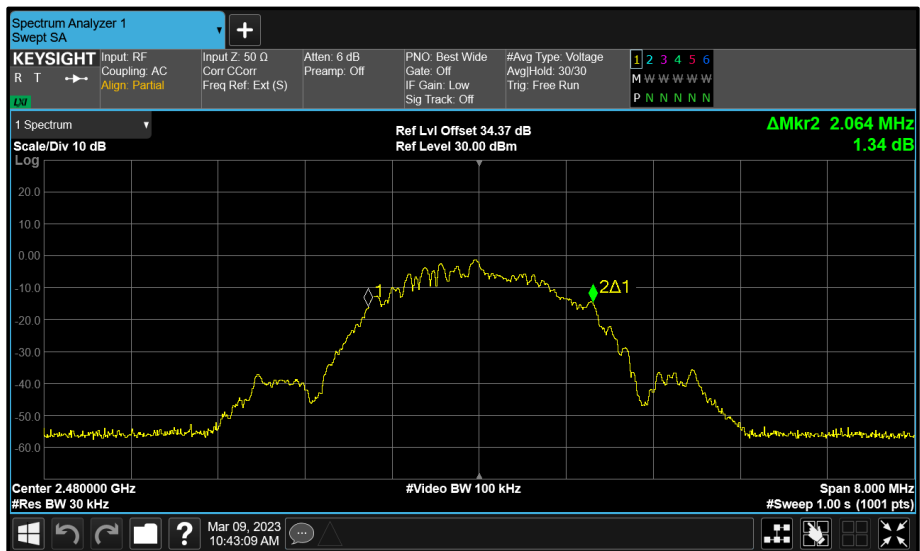 Spectrum Analyzer 1
Swept SA
+
KEYSIGHT
R T
LXI
Input: RF
Coupling: AC
Align: Partial
Input Z: 50 Ω
Corr CCorr
Freq Ref: Ext (S)
Atten: 6 dB
Preamp: Off
PNO: Best Wide
Gate: Off
IF Gain: Low
Sig Track: Off
#Avg Type: Voltage
Avg|Hold: 30/30
Trig: Free Run
1 2 3 4 5 6
M W W W W W
P N N N N N
1 Spectrum
Scale/Div 10 dB
Log
Ref Lvl Offset 34.37 dB
Ref Level 30.00 dBm
ΔMkr2 2.064 MHz
1.34 dB
20.0
10.0
0.00
-10.0
-20.0
-30.0
-40.0
-50.0
-60.0
1
2Δ1
Center 2.480000 GHz
#Res BW 30 kHz
#Video BW 100 kHz
Span 8.000 MHz
#Sweep 1.00 s (1001 pts)
?
Mar 09, 2023
10:43:09 AM